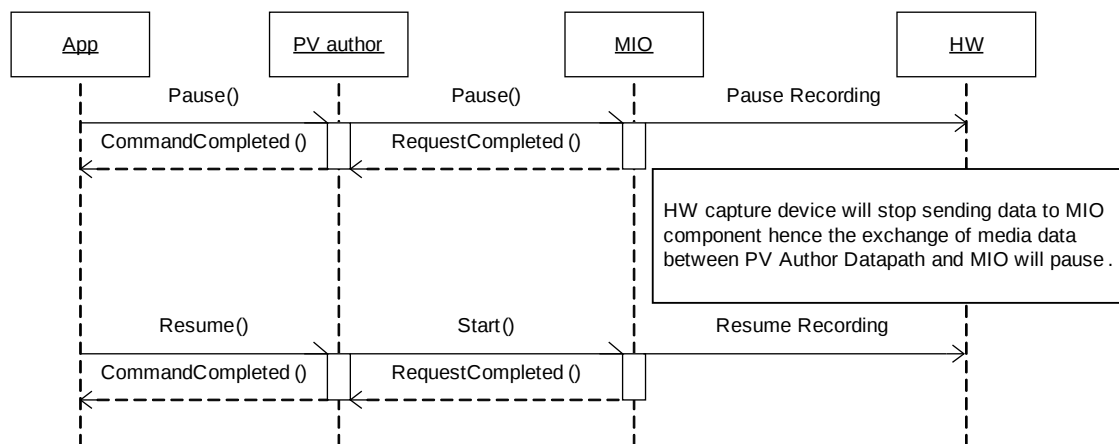 App
PV author
MIO
HW
Pause()
Pause()
Pause Recording
CommandCompleted ()
RequestCompleted ()
HW capture device will stop sending data to MIO
component hence the exchange of media data
between PV Author Datapath and MIO will pause .
Resume()
Start()
Resume Recording
CommandCompleted ()
RequestCompleted ()